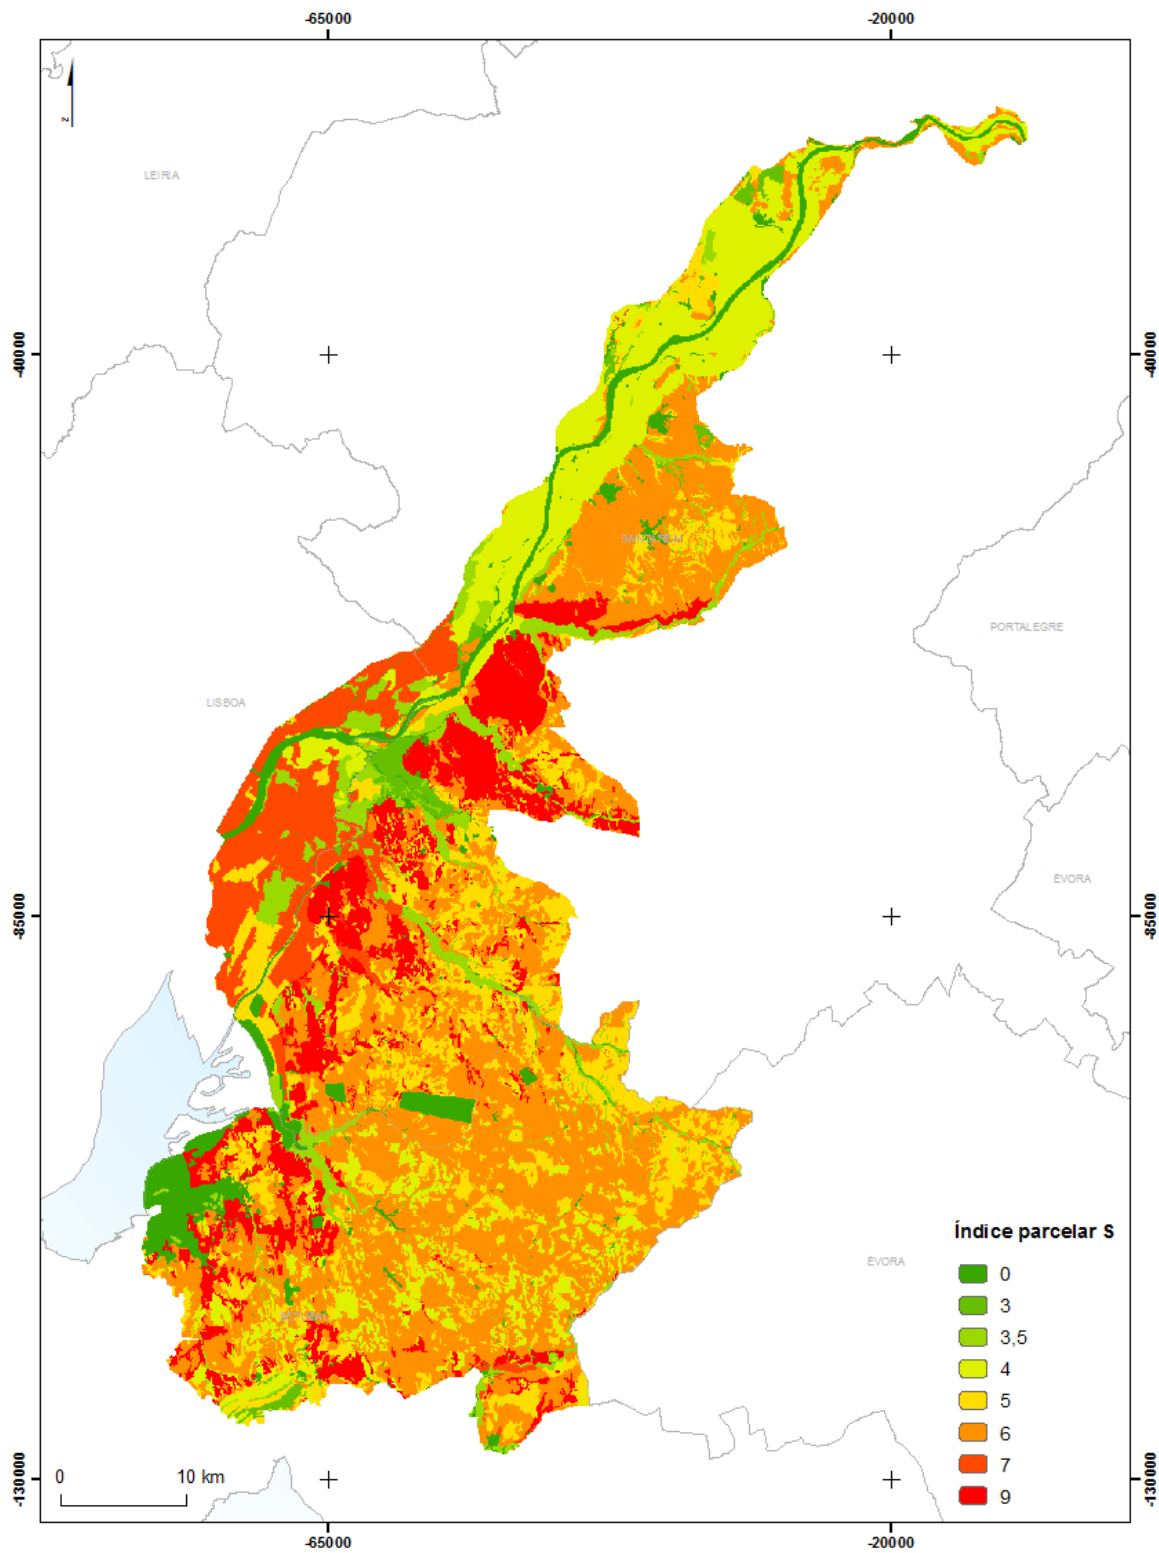 -65000
-20000
z
LEIRIA
-40000
-40000
SANTARÉM
PORTALEGRE
LISBOA
ÉVORA
-85000
-85000
Índice parcelar S
ÉVORA
0
3
SETÚBAL
3,5
4
5
6
7
0
10 km
9
-130000
-130000
-65000
-20000